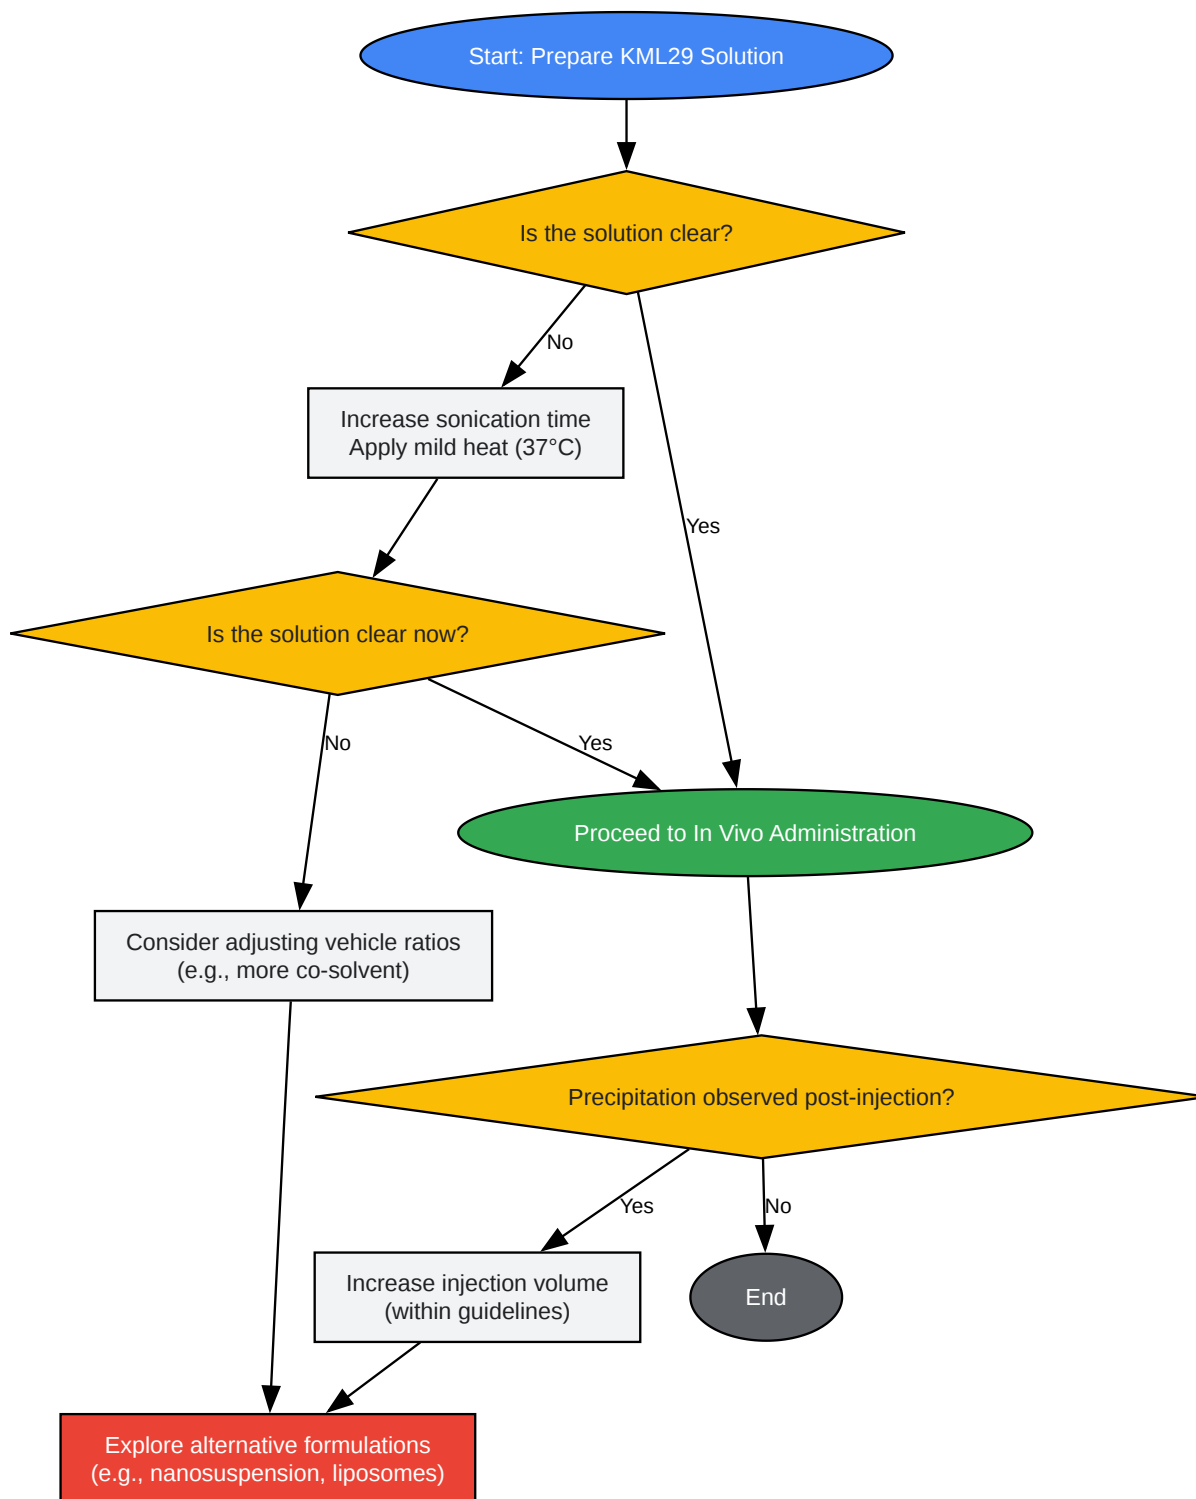 Start: Prepare KML29 Solution
Is the solution clear?
No
Increase sonication time
Apply mild heat (37°C)
Yes
Is the solution clear now?
No
Yes
Proceed to In Vivo Administration
Consider adjusting vehicle ratios
(e.g., more co-solvent)
Precipitation observed post-injection?
Yes
No
Increase injection volume
(within guidelines)
End
Explore alternative formulations
(e.g., nanosuspension, liposomes)